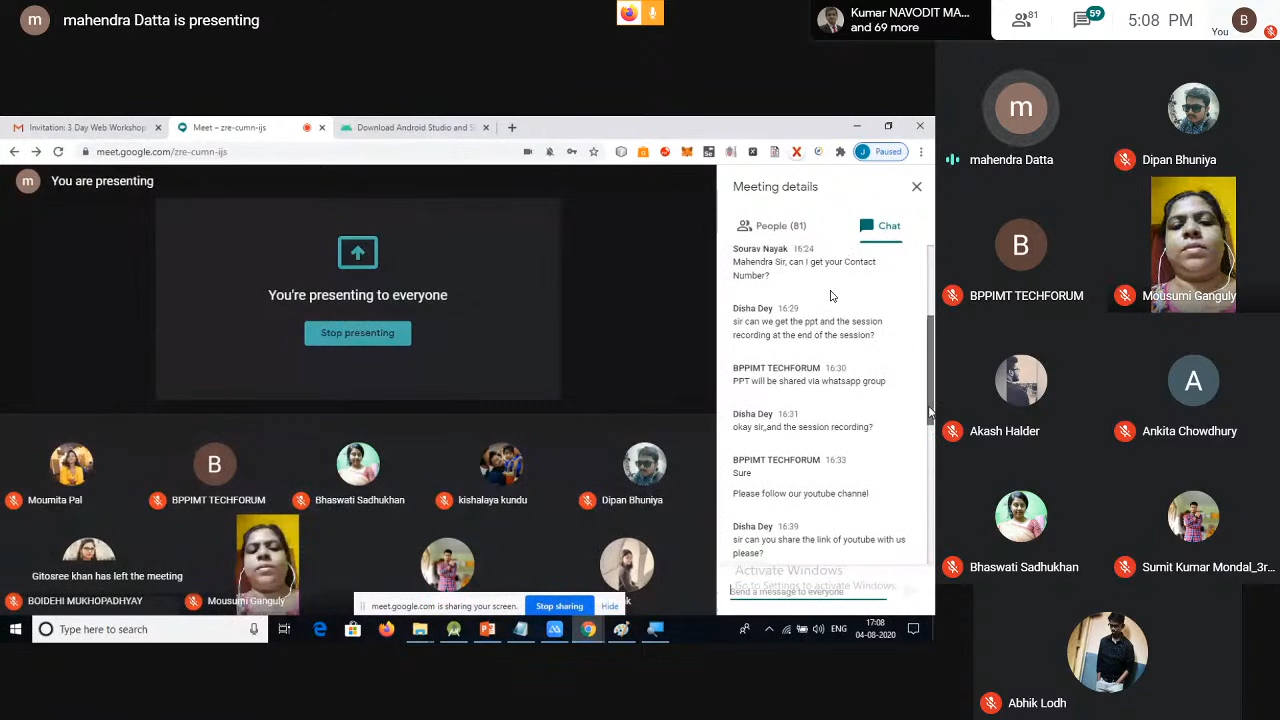 m
mahendra Datta is presenting
Kumar NAVODIT MA...
and 69 more
81
59
5:08 PM
You
B
Invitation: 3 Day Web Workshop
Meet – zre-cumn-ijs
Download Android Studio and S
meet.google.com/zre-cumn-ijs
Se
X
J
Paused
m
You are presenting
You're presenting to everyone
Stop presenting
Meeting details
People (81)
Chat
Sourav Nayak 16:24
Mahendra Sir, can I get your Contact
Number?
Disha Dey 16:29
sir can we get the ppt and the session
recording at the end of the session?
BPPIMT TECHFORUM 16:30
PPT will be shared via whatsapp group
Disha Dey 16:31
okay sir,,and the session recording?
BPPIMT TECHFORUM 16:33
Sure
Please follow our youtube channel
Disha Dey 16:39
sir can you share the link of youtube with us
please?
Activate Windows
Go to Settings to activate Windows.
Send a message to everyone
Moumita Pal
B
BPPIMT TECHFORUM
Bhaswati Sadhukhan
kishalaya kundu
Dipan Bhuniya
Gitosree khan has left the meeting
BOIDEHI MUKHOPADHYAY
Mousumi Ganguly
meet.google.com is sharing your screen.
Stop sharing
Hide
Type here to search
ENG
17:08
04-08-2020
m
mahendra Datta
Dipan Bhuniya
B
BPPIMT TECHFORUM
Mousumi Ganguly
Akash Halder
A
Ankita Chowdhury
Bhaswati Sadhukhan
Sumit Kumar Mondal_3r...
Abhik Lodh